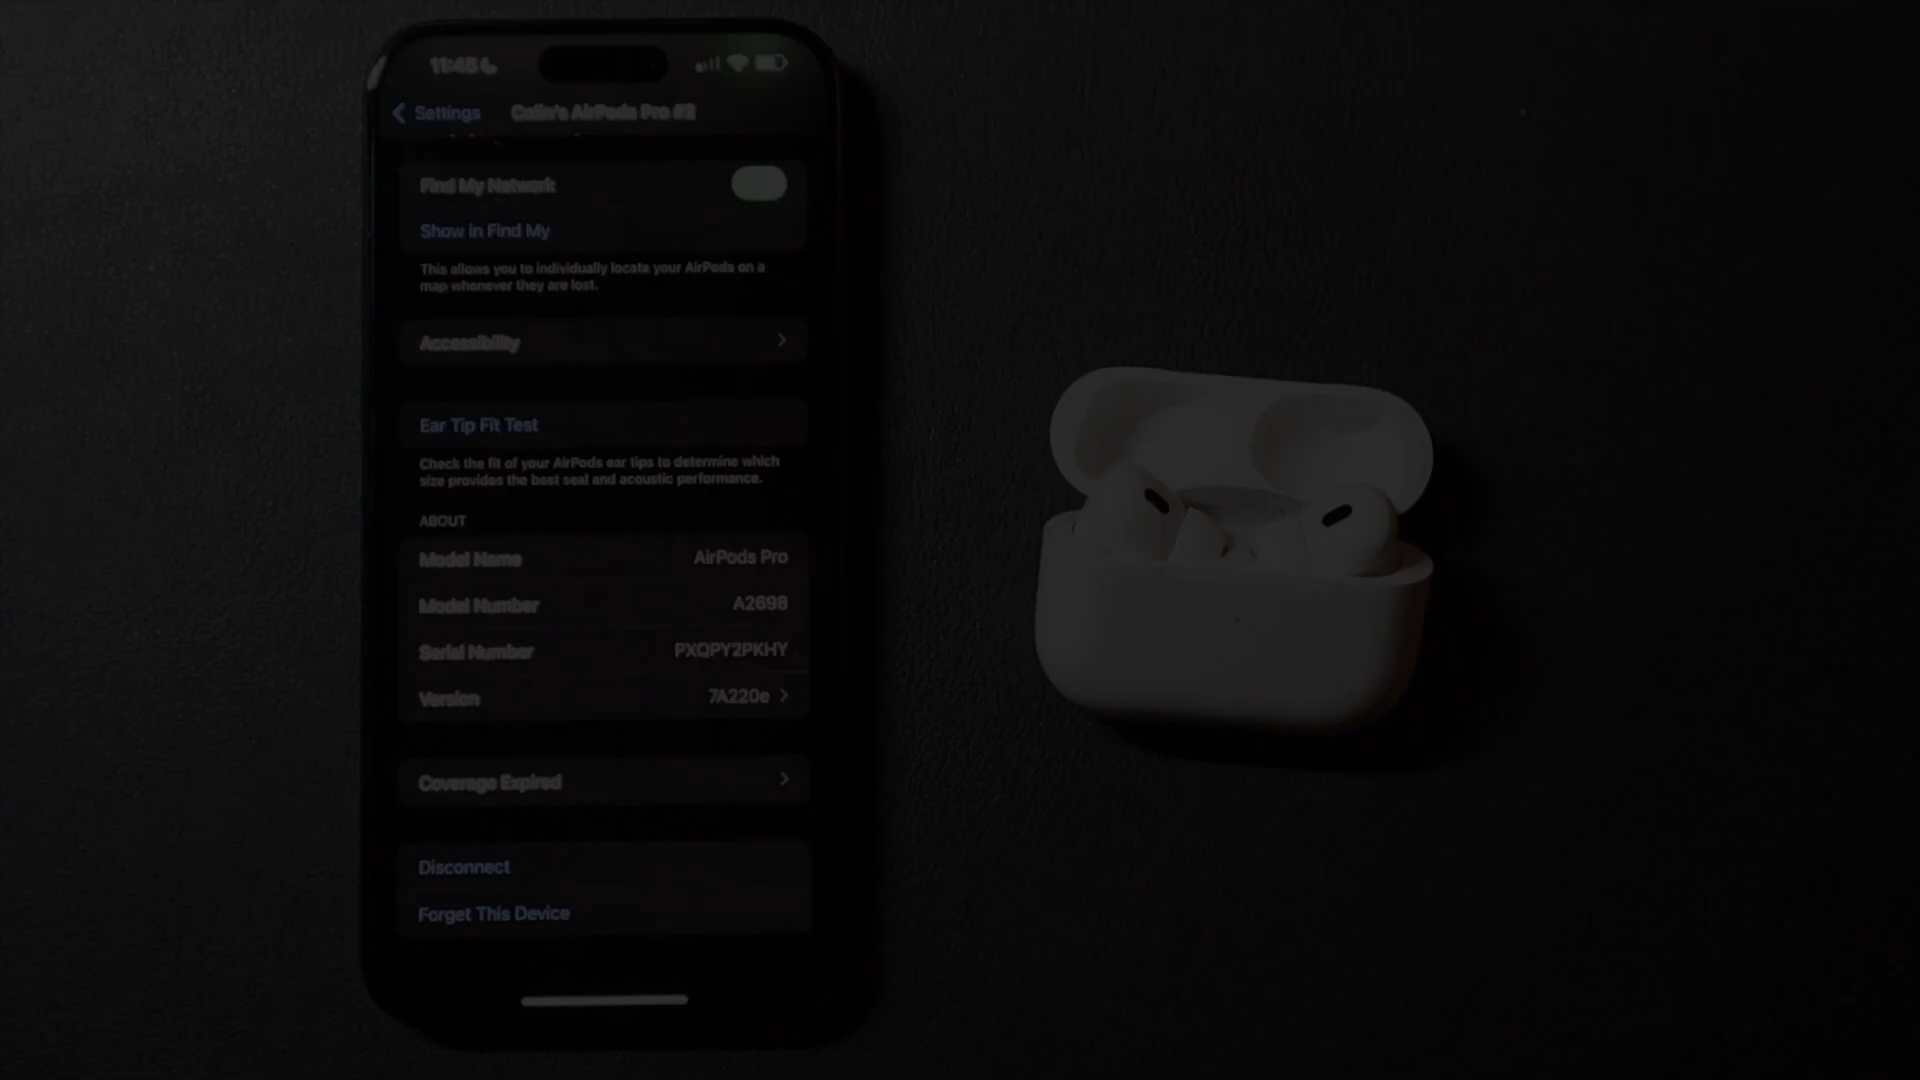 11:45
Settings
Colin's AirPods Pro #2
Find My Network
Show in Find My
This allows you to individually locate your AirPods on a
map whenever they are lost.
Accessibility
Ear Tip Fit Test
Check the fit of your AirPods ear tips to determine which
size provides the best seal and acoustic performance.
ABOUT
Model Name AirPods Pro
Model Number A2698
Serial Number PXQPY2PKHY
Version 7A220e
Coverage Expired
Disconnect
Forget This Device